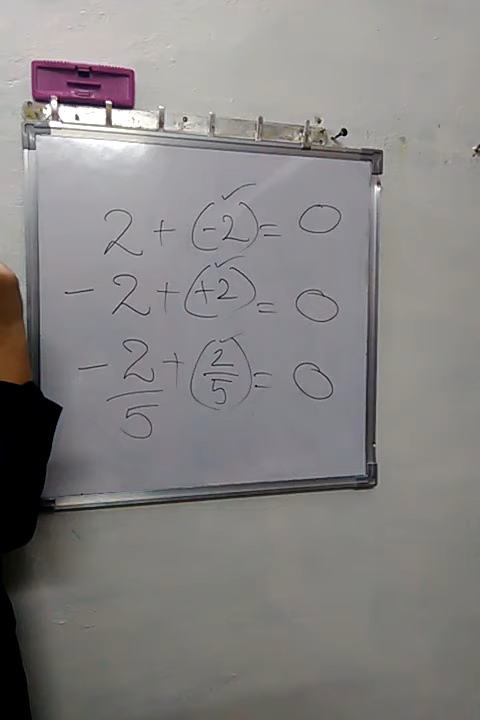 2 + (-2) = 0
-2 + (+2) = 0
-2/5 + (2/5) = 0